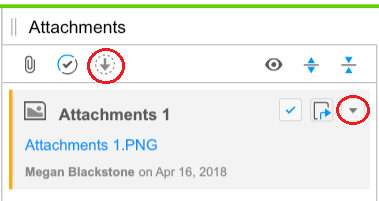 Attachments
Attachments 1
Attachments 1.PNG
Megan Blackstone on Apr 16, 2018